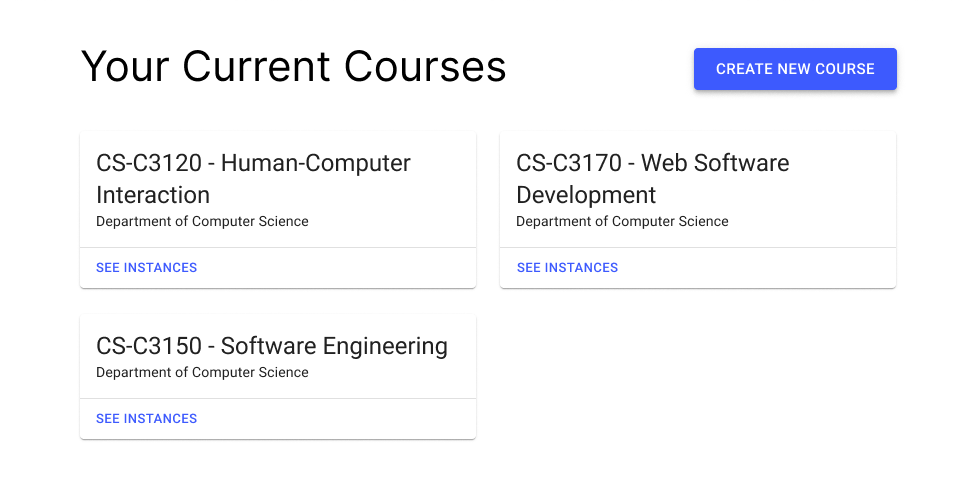 Your Current Courses
CREATE NEW COURSE
CS-C3120 - Human-Computer
Interaction
Department of Computer Science
SEE INSTANCES
CS-C3170 - Web Software
Development
Department of Computer Science
SEE INSTANCES
CS-C3150 - Software Engineering
Department of Computer Science
SEE INSTANCES